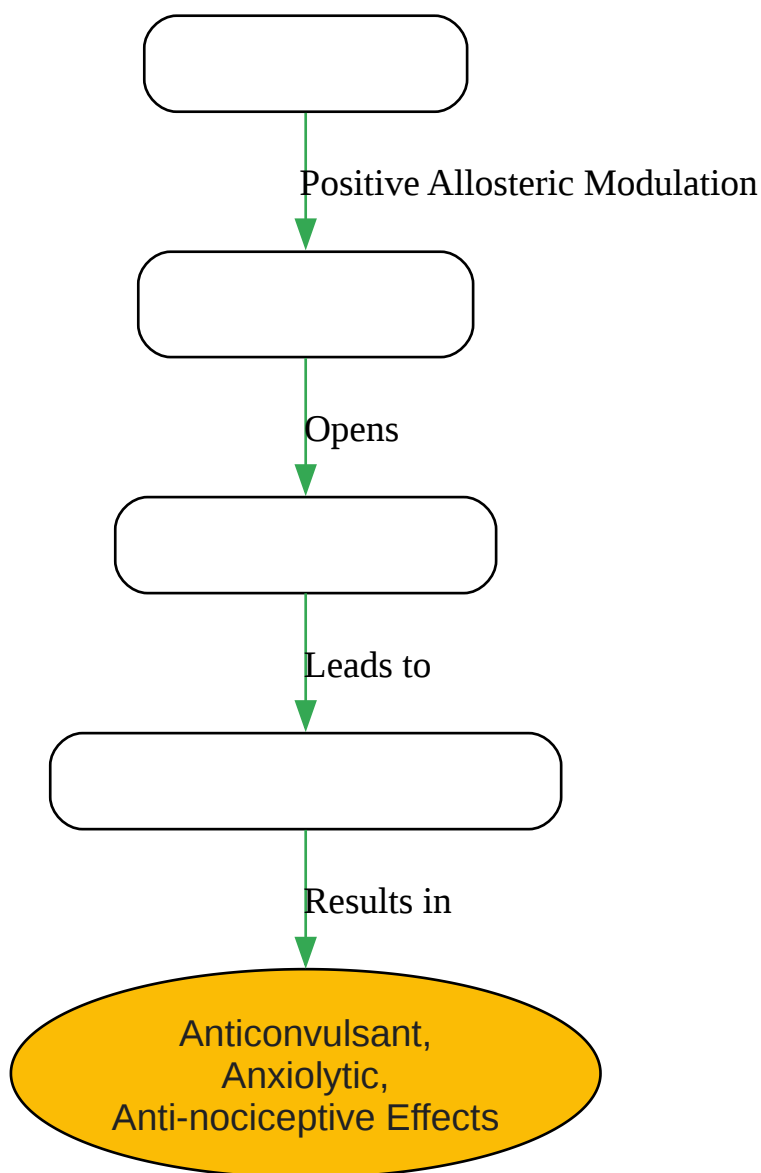 Positive Allosteric Modulation
Opens
Leads to
Results in
Anticonvulsant,
Anxiolytic,
Anti-nociceptive Effects